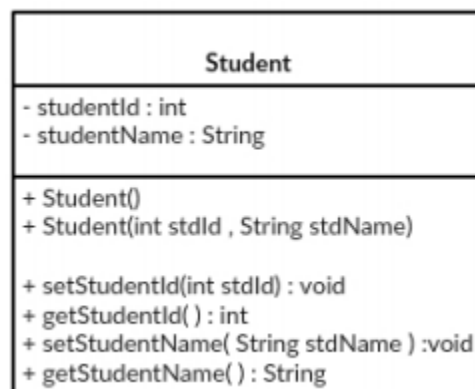 Student
- studentId : int
- studentName : String
+ Student()
+ Student(int stdId , String stdName)
+ setStudentId(int stdId) : void
+ getStudentId( ) : int
+ setStudentName( String stdName ) :void
+ getStudentName( ) : String